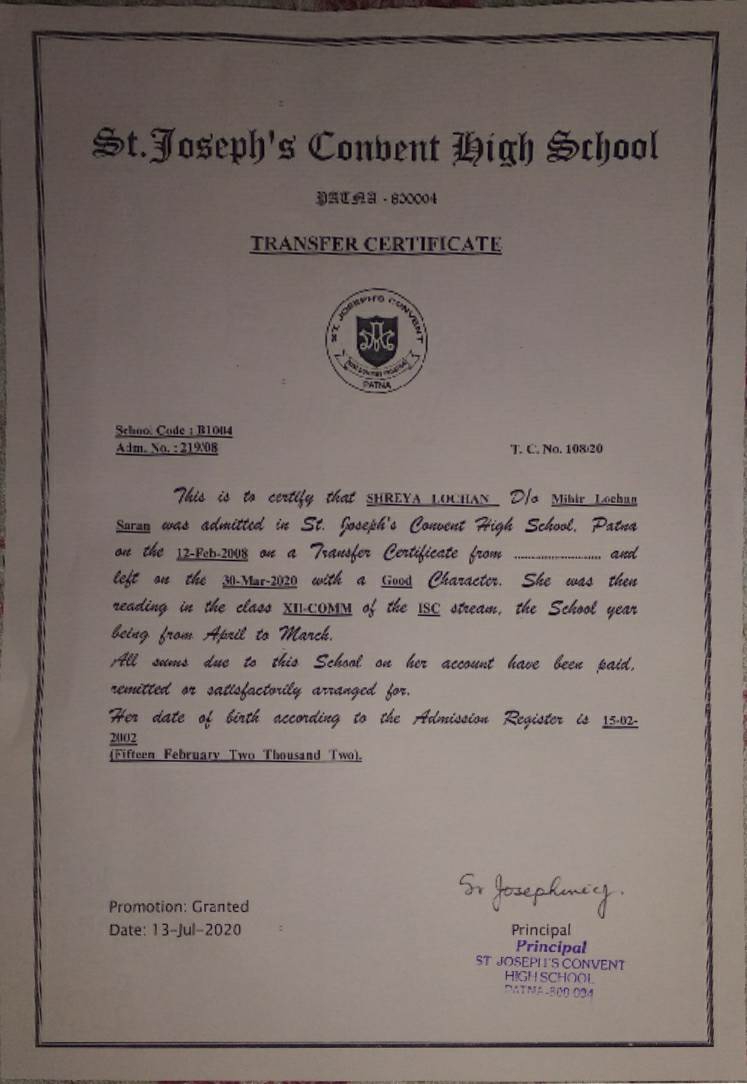 St. Joseph's Convent High School
PATNA - 800004
TRANSFER CERTIFICATE
ST. JOSEPH'S CONVENT
PATNA
School Code : B1004
Adm. No. : 219/08
T. C. No. 108/20
This is to certify that SHREYA LOCHAN D/o Mihir Lochan
Saran was admitted in St. Joseph's Convent High School, Patna
on the 12-Feb-2008 on a Transfer Certificate from ........................ and
left on the 30-Mar-2020 with a Good Character. She was then
reading in the class XII-COMM of the ISC stream, the School year
being from April to March.
All sums due to this School on her account have been paid,
remitted or satisfactorily arranged for.
Her date of birth according to the Admission Register is 15-02-
2002
(Fifteen February Two Thousand Two).
Promotion: Granted
Date: 13-Jul-2020
Sr Josephine
Principal
Principal
ST JOSEPH'S CONVENT
HIGH SCHOOL
PATNA-800 004